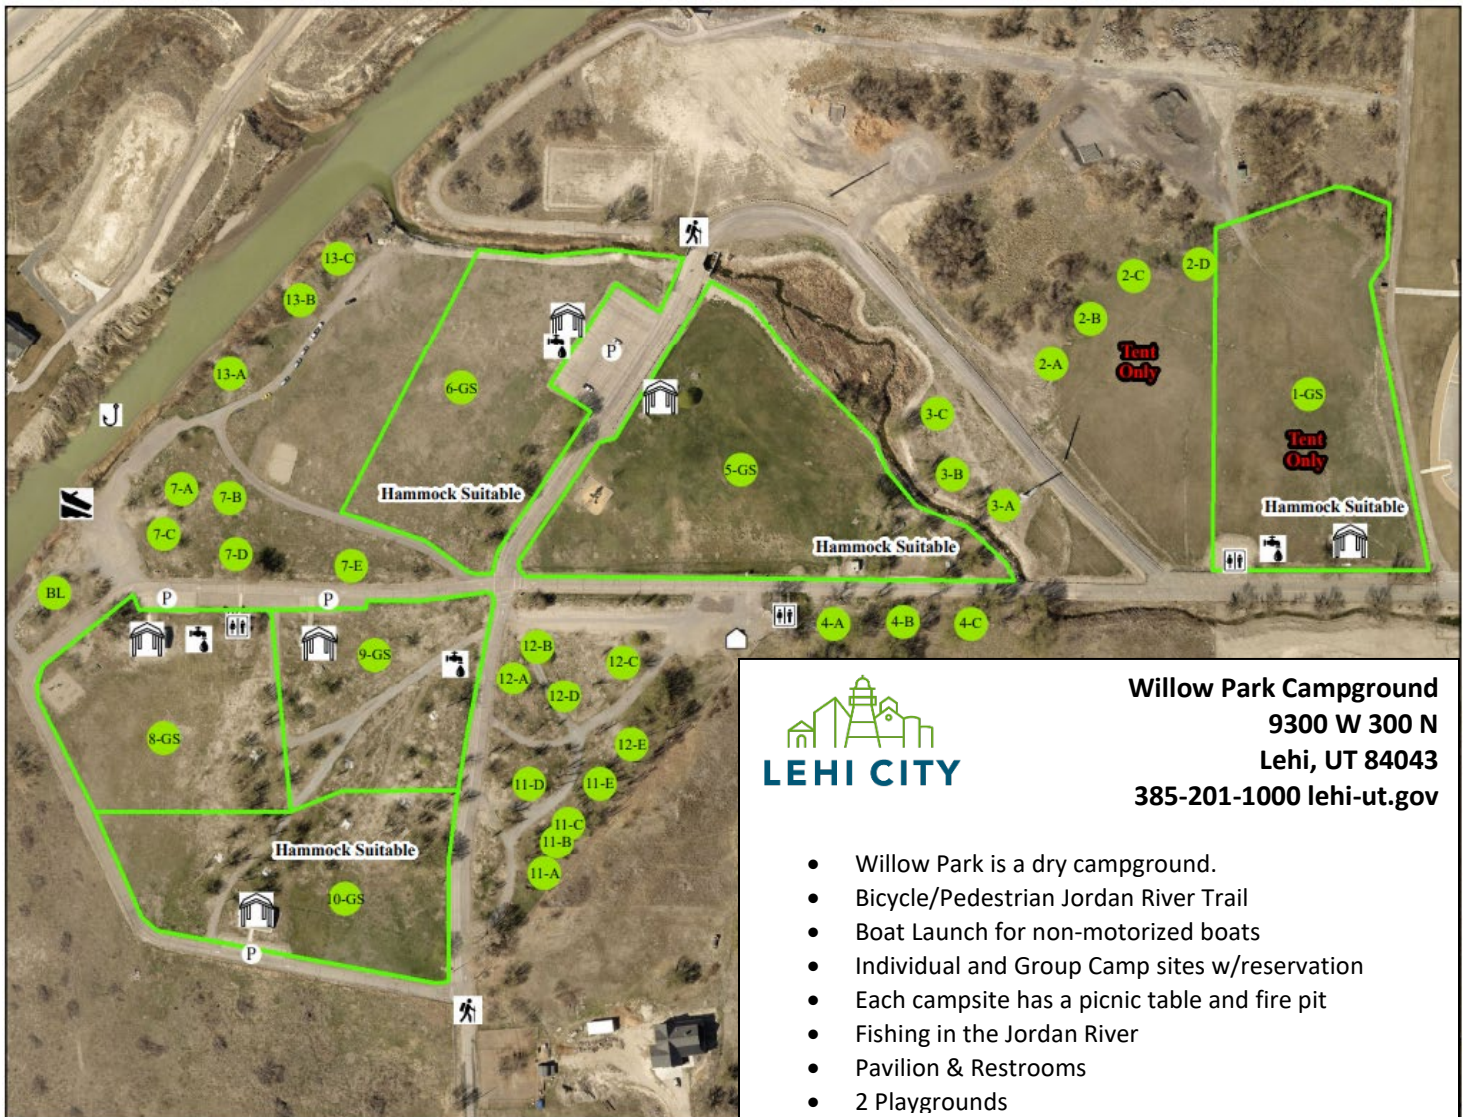 13-C
13-B
13-A
6-GS
P
2-C
2-D
2-B
2-A
Tent
Only
1-GS
Tent
Only
3-C
3-B
3-A
5-GS
Hammock Suitable
Hammock Suitable
Hammock Suitable
7-A
7-B
7-C
7-D
7-E
BL
P
P
4-A
4-B
4-C
9-GS
8-GS
12-B
12-A
12-C
12-D
12-E
11-D
11-E
11-C
11-B
11-A
Hammock Suitable
10-GS
P
LEHI CITY
Willow Park Campground
9300 W 300 N
Lehi, UT 84043
385-201-1000 lehi-ut.gov
• Willow Park is a dry campground.
• Bicycle/Pedestrian Jordan River Trail
• Boat Launch for non-motorized boats
• Individual and Group Camp sites w/reservation
• Each campsite has a picnic table and fire pit
• Fishing in the Jordan River
• Pavilion & Restrooms
• 2 Playgrounds